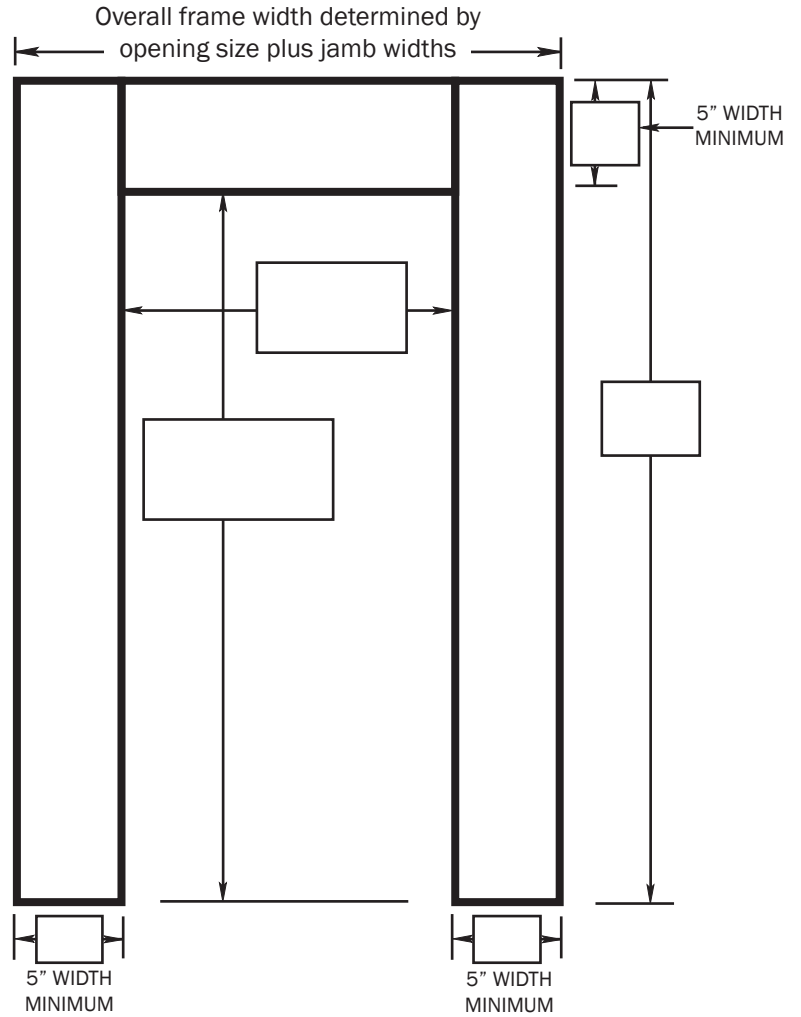 Overall frame width determined by
opening size plus jamb widths
5” WIDTH
MINIMUM
5” WIDTH
MINIMUM
5” WIDTH
MINIMUM